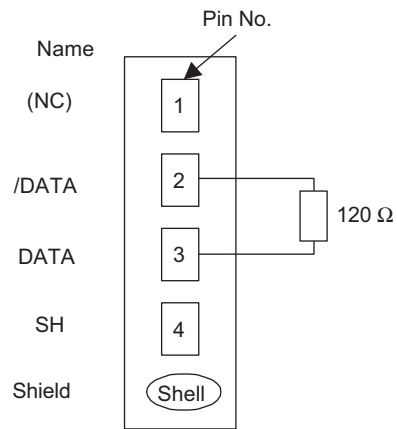 Pin No.
Name
(NC)
1
/DATA
2
120 Ω
DATA
3
SH
4
Shield
Shell